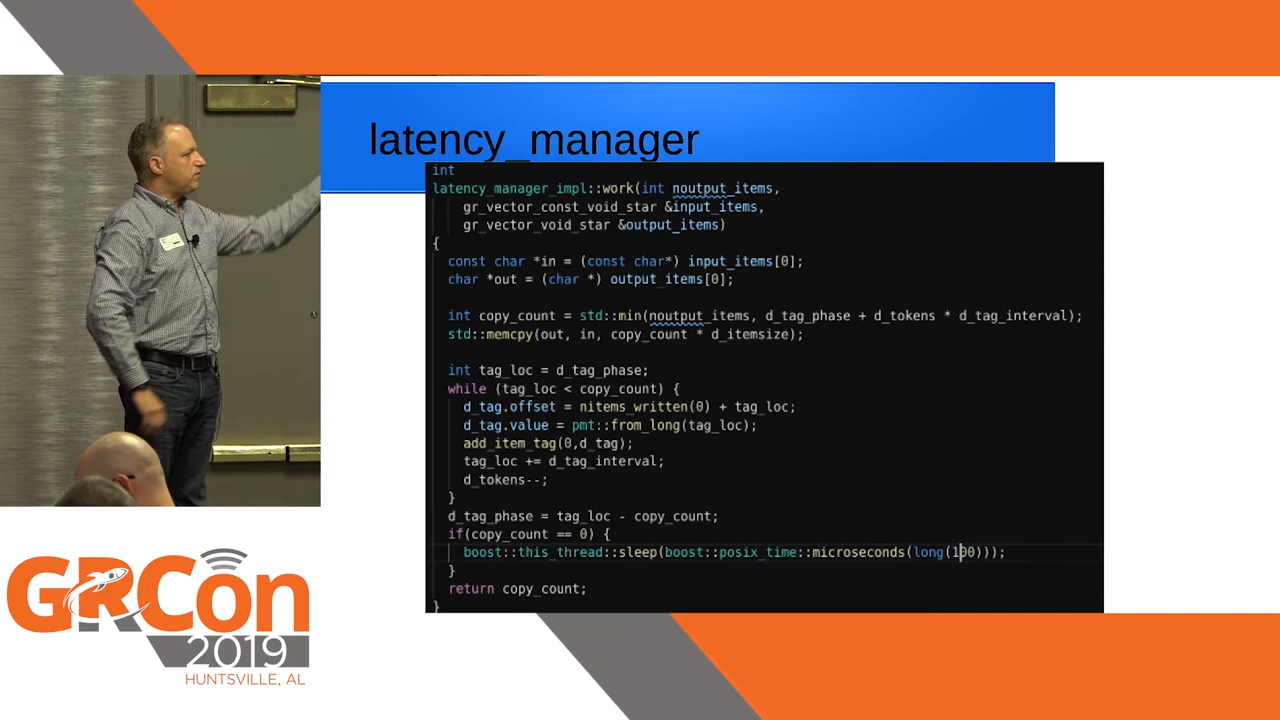 latency_manager
int
latency_manager_impl::work(int noutput_items,
gr_vector_const_void_star &input_items,
gr_vector_void_star &output_items)
{
const char *in = (const char*) input_items[0];
char *out = (char *) output_items[0];
int copy_count = std::min(noutput_items, d_tag_phase + d_tokens * d_tag_interval);
std::memcpy(out, in, copy_count * d_itemsize);
int tag_loc = d_tag_phase;
while (tag_loc < copy_count) {
d_tag.offset = nitems_written(0) + tag_loc;
d_tag.value = pmt::from_long(tag_loc);
add_item_tag(0,d_tag);
tag_loc += d_tag_interval;
d_tokens--;
}
d_tag_phase = tag_loc - copy_count;
if(copy_count == 0) {
boost::this_thread::sleep(boost::posix_time::microseconds(long(100)));
}
return copy_count;
}
GRCon
2019
HUNTSVILLE, AL